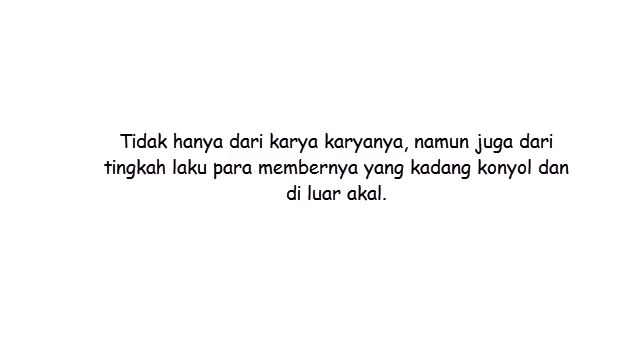 Tidak hanya dari karya karyanya, namun juga dari
tingkah laku para membernya yang kadang konyol dan
di luar akal.